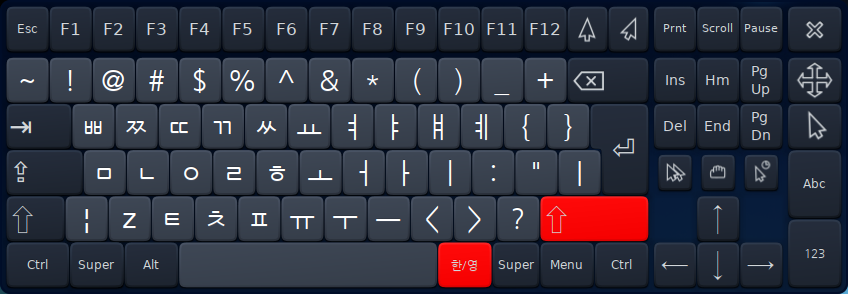 Esc F1 F2 F3 F4 F5 F6 F7 F8 F9 F10 F11 F12 Prnt Scroll Pause
~ ! @ # $ % ^ & * ( ) _ + Ins Hm Pg Up
ㅃ ㅉ ㄸ ㄲ ㅆ ㅛ ㅕ ㅑ ㅒ ㅖ { } Del End Pg Dn
ㅁ ㄴ ㅇ ㄹ ㅎ ㅗ ㅓ ㅏ ㅣ : " | Abc
¦ z ㅌ ㅊ ㅍ ㅠ ㅜ ㅡ < > ?
Ctrl Super Alt 한/영 Super Menu Ctrl 123